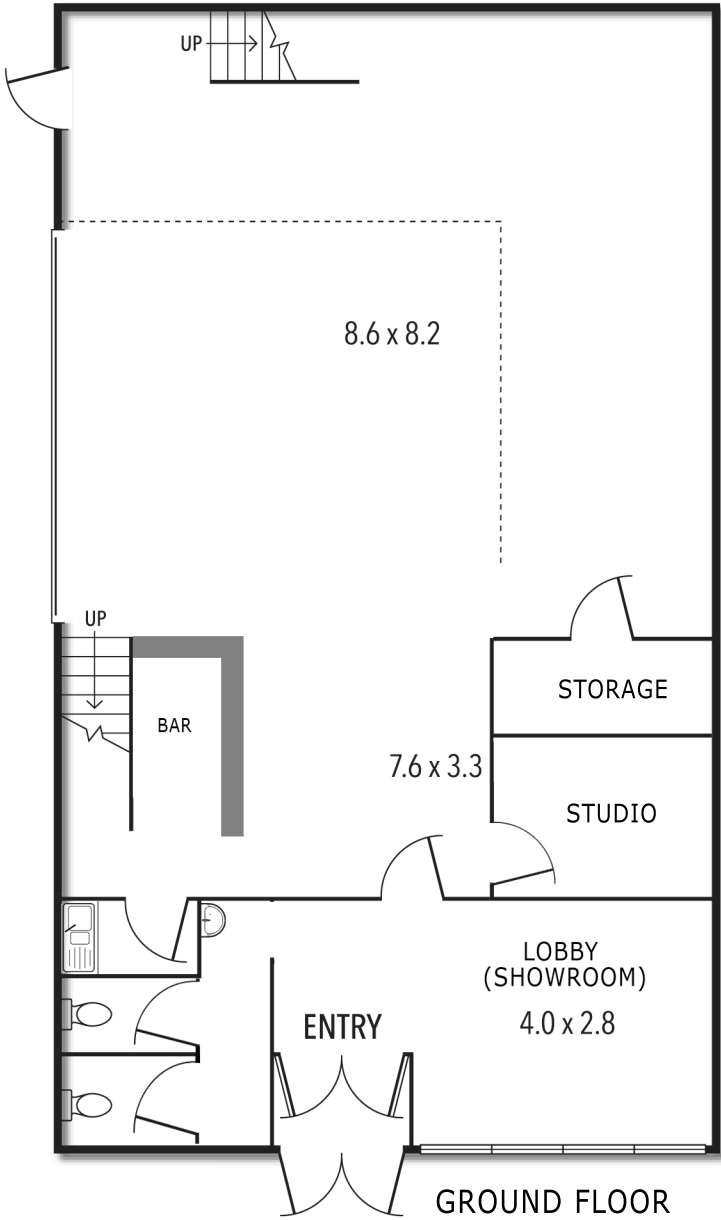 UP
8.6 x 8.2
UP
STORAGE
BAR
7.6 x 3.3
STUDIO
LOBBY
(SHOWROOM)
4.0 x 2.8
ENTRY
GROUND FLOOR